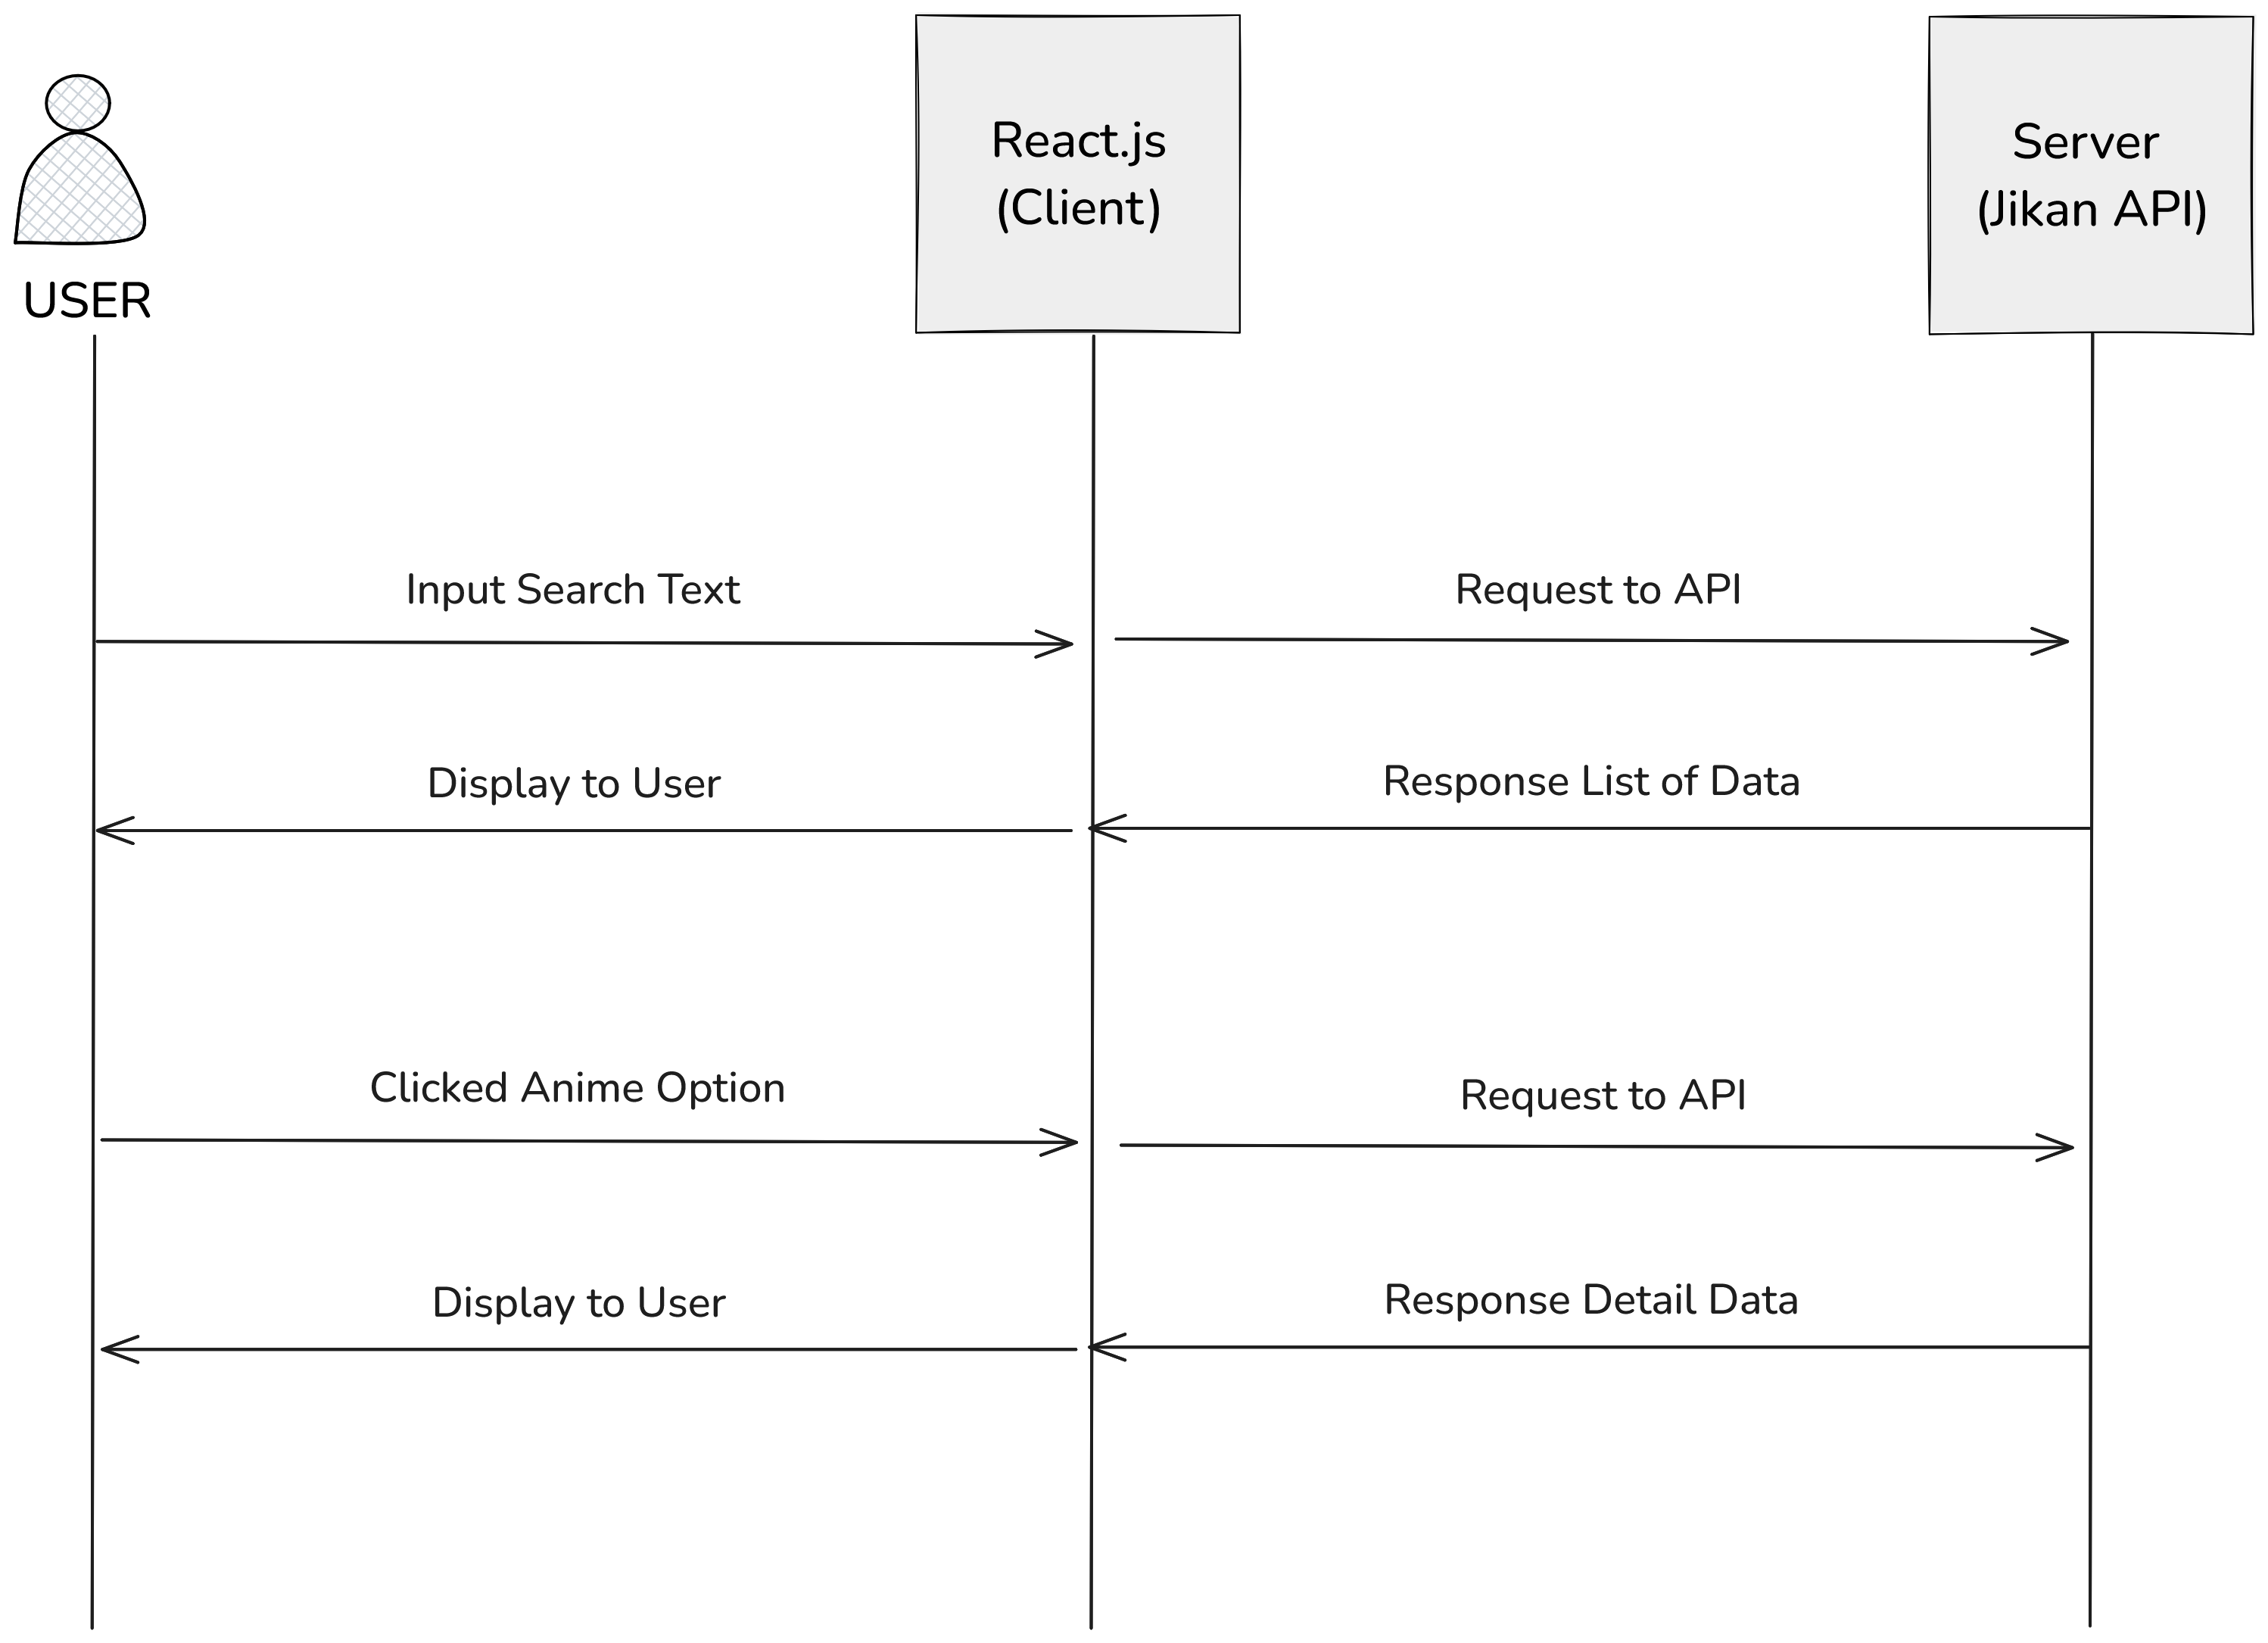 React.js
(Client)
Server
(Jikan API)
USER
Input Search Text
Request to API
Display to User
Response List of Data
Clicked Anime Option
Request to API
Display to User
Response Detail Data